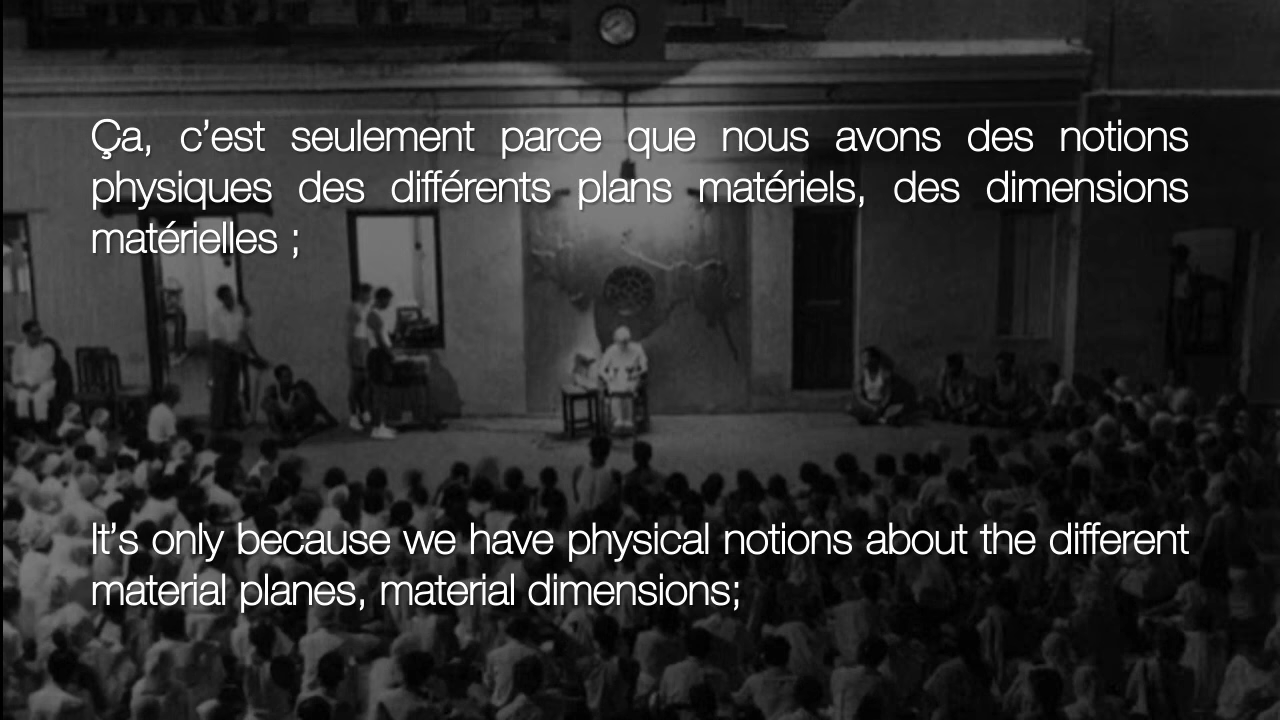 Ça, c’est seulement parce que nous avons des notions
physiques des différents plans matériels, des dimensions
matérielles ;
It’s only because we have physical notions about the different
material planes, material dimensions;